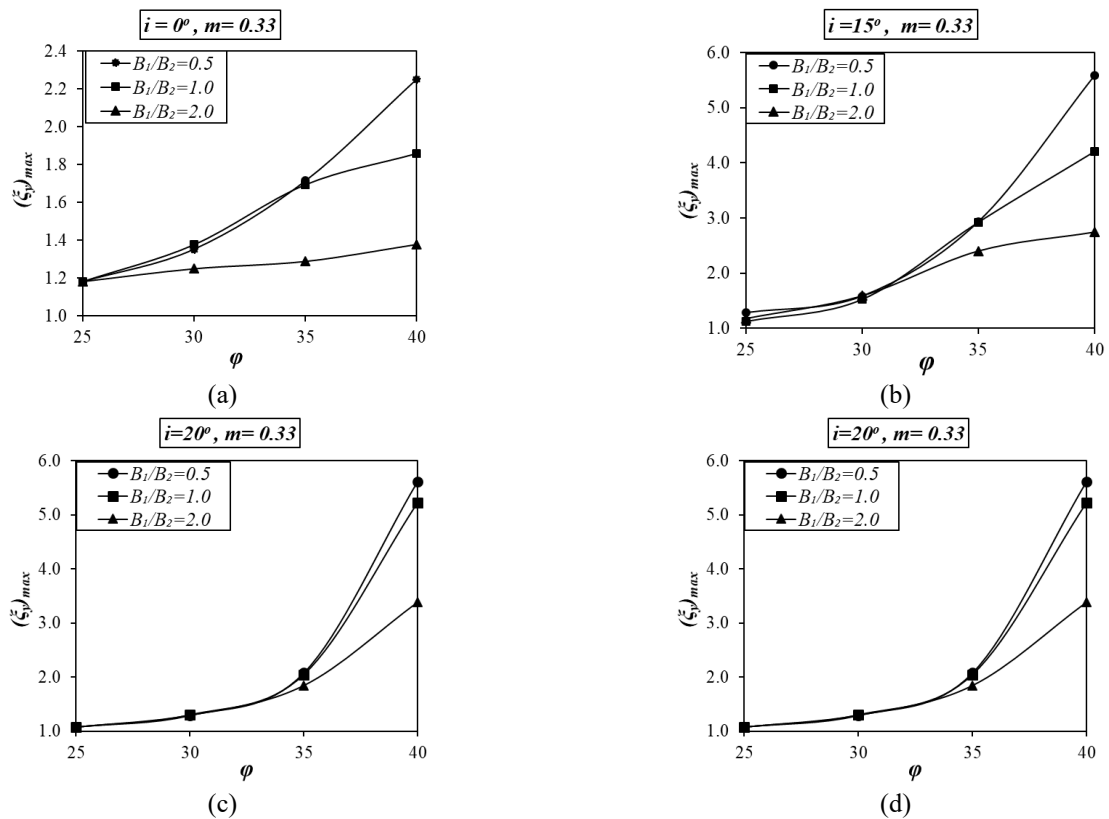 i = 0º , m= 0.33
B₁/B₂=0.5
B₁/B₂=1.0
B₁/B₂=2.0
2.4
2.2
2.0
1.8
1.6
1.4
1.2
1.0
(ξᵧ)max
25 30 35 40
φ
(a)
i =15º , m= 0.33
B₁/B₂=0.5
B₁/B₂=1.0
B₁/B₂=2.0
6.0
5.0
4.0
3.0
2.0
1.0
(ξᵧ)max
25 30 35 40
φ
(b)
i=20º , m= 0.33
B₁/B₂=0.5
B₁/B₂=1.0
B₁/B₂=2.0
6.0
5.0
4.0
3.0
2.0
1.0
(ξᵧ)max
25 30 35 40
φ
(c)
i=20º , m= 0.33
B₁/B₂=0.5
B₁/B₂=1.0
B₁/B₂=2.0
6.0
5.0
4.0
3.0
2.0
1.0
(ξᵧ)max
25 30 35 40
φ
(d)